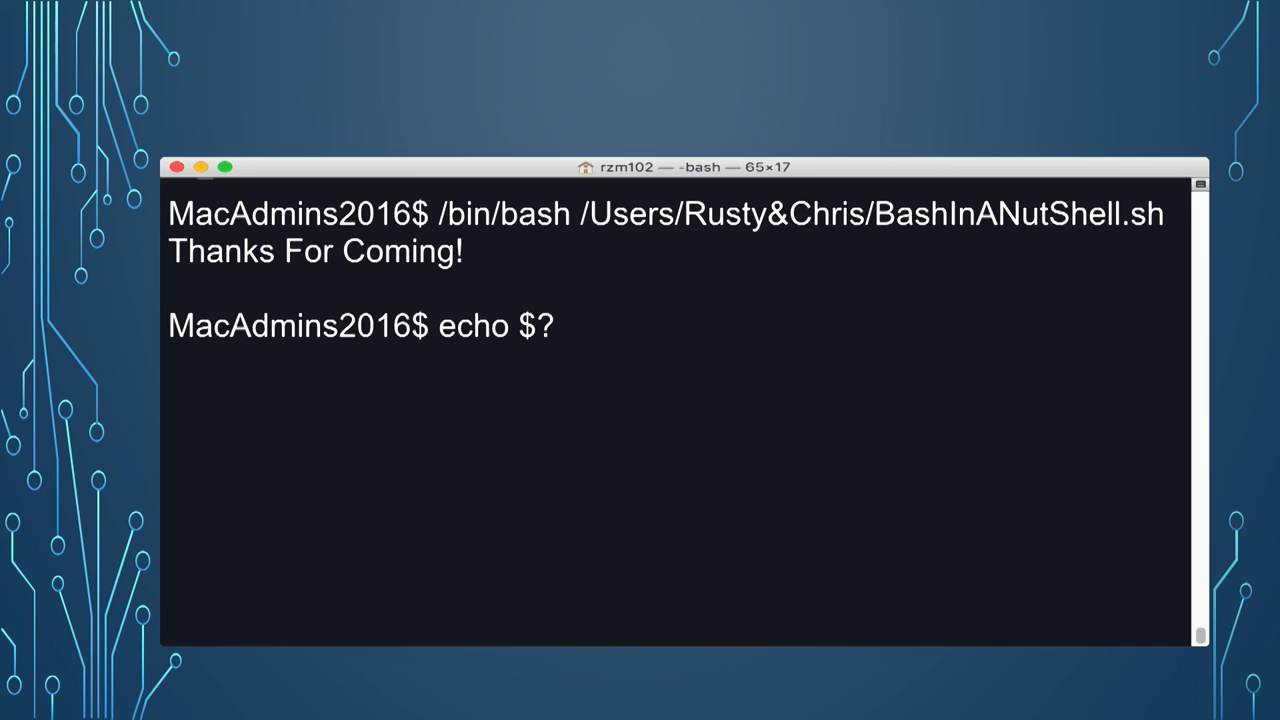 rzm102 — -bash — 65×17
MacAdmins2016$ /bin/bash /Users/Rusty&Chris/BashInANutShell.sh
Thanks For Coming!
MacAdmins2016$ echo $?